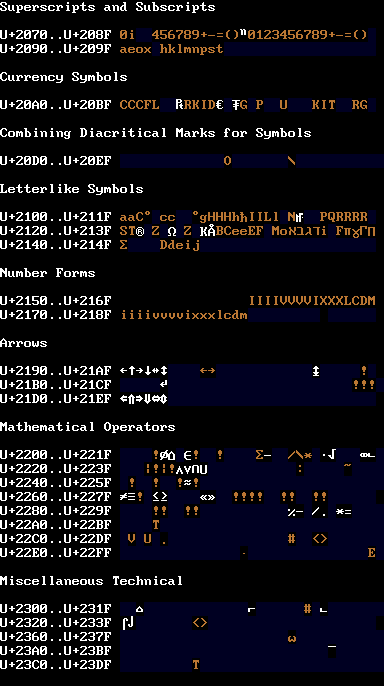 Superscripts and Subscripts
U+2070..U+208F 0i  456789+-=()ⁿ0123456789+-=()
U+2090..U+209F aeox hklmnpst
Currency Symbols
U+20A0..U+20BF CCCFL  ₧RKID€ ₮G P  U   KIT  RG
Combining Diacritical Marks for Symbols
U+20D0..U+20EF O \
Letterlike Symbols
U+2100..U+211F aaC° cc  °gHHHhħIILl N PQRRRR
U+2120..U+213F ST® Z Ω Z KÅBCeeEF Moאבגדi Fπɣ
U+2140..U+214F Σ    Ddeij
Number Forms
U+2150..U+216F IIIIVVVVIXXXLCDM
U+2170..U+218F iiiivvvvixxxlcdm
Arrows
U+2190..U+21AF ←↑→↓↔↕ ↔ ↨ !
U+21B0..U+21CF ↵ !!!
U+21D0..U+21EF ⇐⇑⇒⇓⇔⇕
Mathematical Operators
U+2200..U+221F
U+2220..U+223F
U+2240..U+225F ! ! !≈!
U+2260..U+227F ≠≡! ≤≥ «» !!!! !! !!
U+2280..U+229F
U+22A0..U+22BF T
U+22C0..U+22DF V U . # <>
U+22E0..U+22FF E
Miscellaneous Technical
U+2300..U+231F ⌂ ⌐ # ⌙
U+2320..U+233F ⌠⌡ <>
U+2360..U+237F ω
U+23A0..U+23BF
U+23C0..U+23DF T